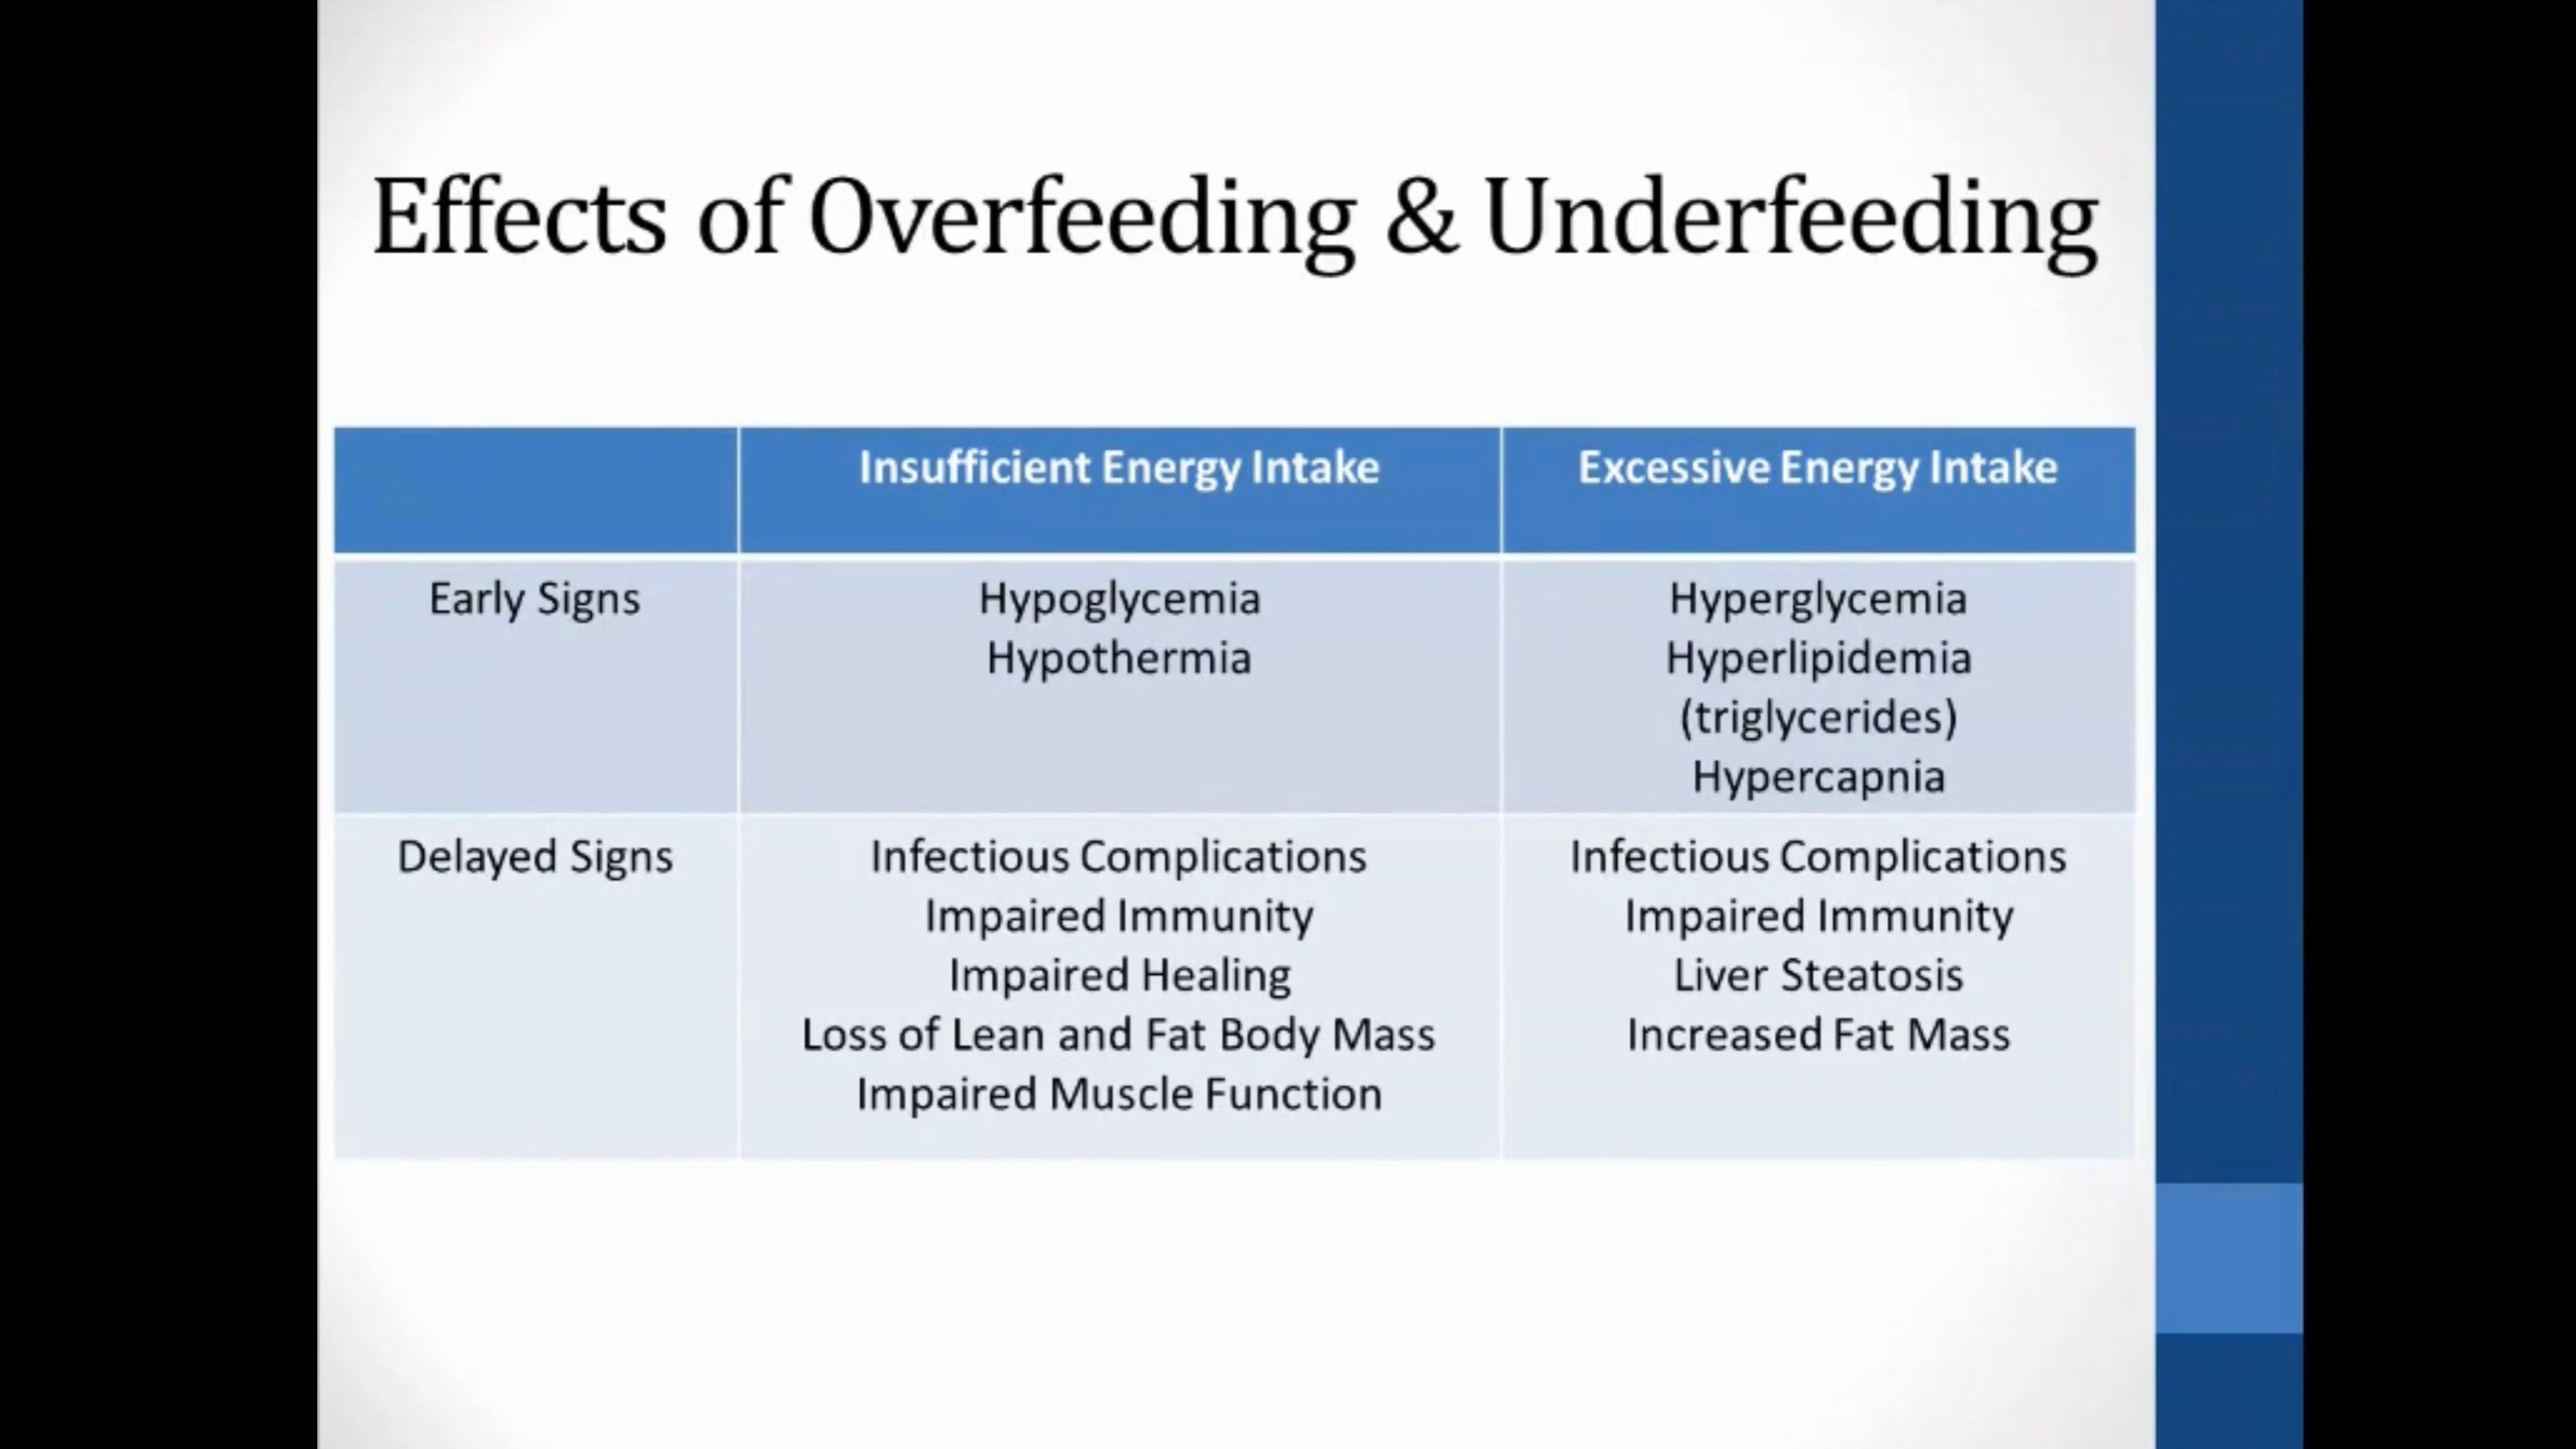 Effects of Overfeeding & Underfeeding
Insufficient Energy Intake
Excessive Energy Intake
Early Signs
Hypoglycemia
Hypothermia
Hyperglycemia
Hyperlipidemia
(triglycerides)
Hypercapnia
Delayed Signs
Infectious Complications
Impaired Immunity
Impaired Healing
Loss of Lean and Fat Body Mass
Impaired Muscle Function
Infectious Complications
Impaired Immunity
Liver Steatosis
Increased Fat Mass